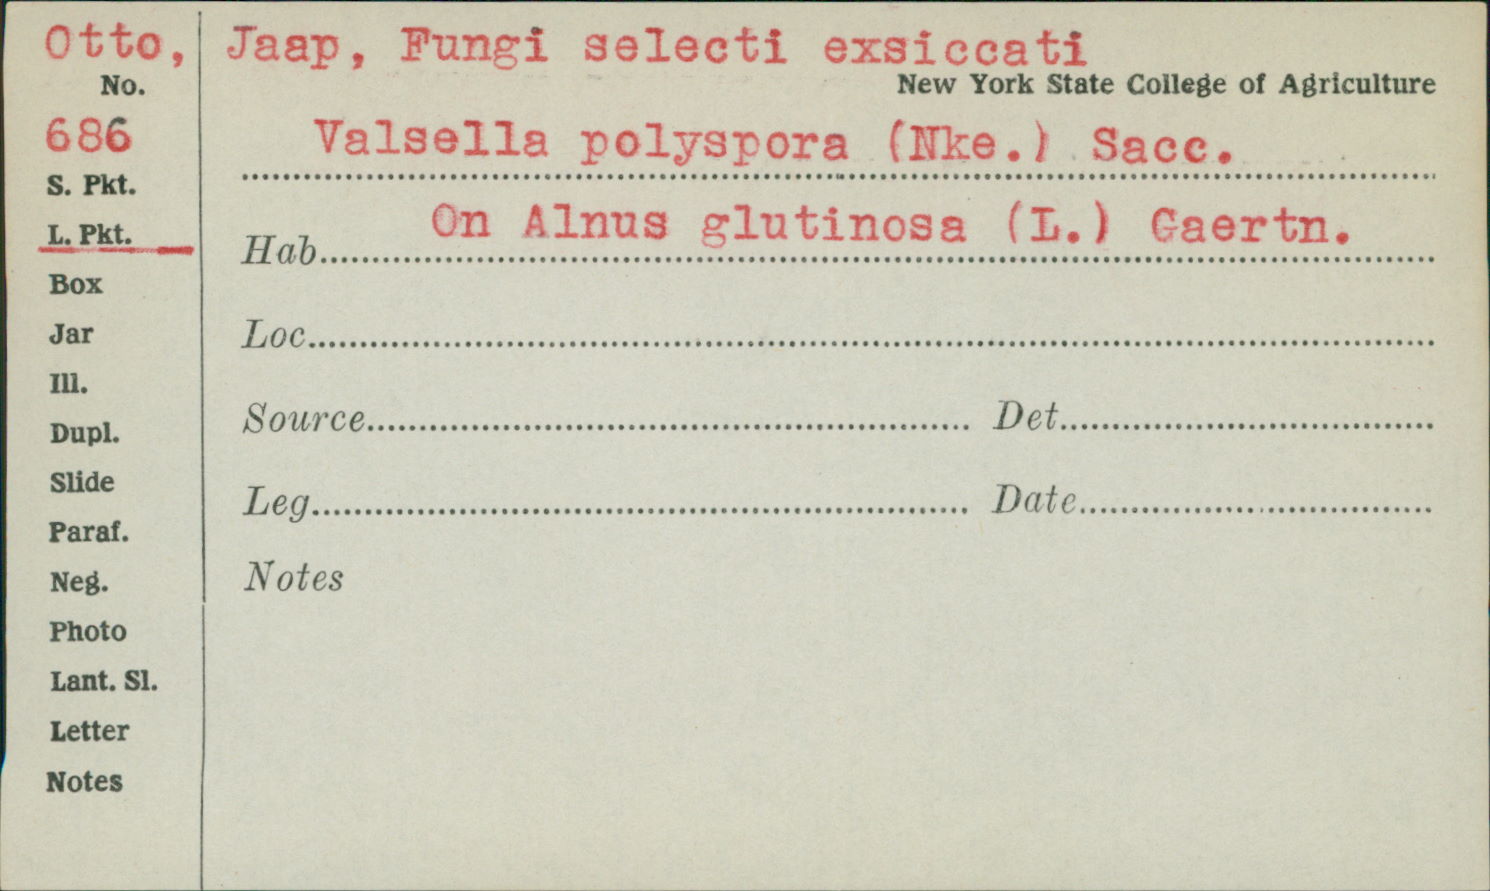 Otto, Jaap, Fungi selecti exsiccati
No.
New York State College of Agriculture
686
Valsella polyspora (Nke.) Sacc.
S. Pkt.
L. Pkt.
Hab. On Alnus glutinosa (L.) Gaertn.
Box
Jar
Loc.
Ill.
Dupl.
Source Det.
Slide
Leg. Date
Paraf.
Neg.
Notes
Photo
Lant. Sl.
Letter
Notes